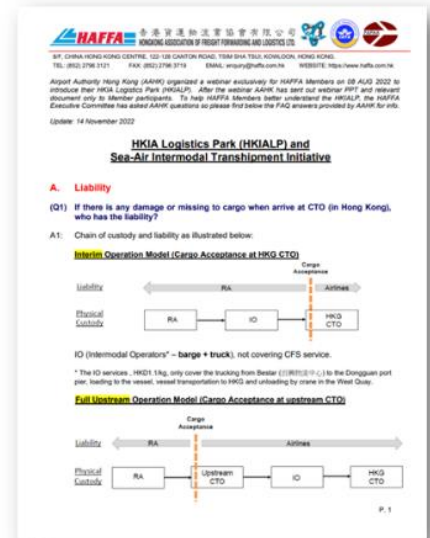 HAFFA
香港貨運物流業協會有限公司
HONGKONG ASSOCIATION OF FREIGHT FORWARDING AND LOGISTICS LTD.
8/F, CHINA HONG KONG CENTRE, 122-126 CANTON ROAD, TSIM SHA TSUI, KOWLOON, HONG KONG.
TEL: (852) 2796 3121 FAX: (852) 2796 3719 EMAIL: enquiry@haffa.com.hk WEBSITE: https://www.haffa.com.hk
Airport Authority Hong Kong (AAHK) organized a webinar exclusively for HAFFA Members on 08 AUG 2022 to
introduce their HKIA Logistics Park (HKIALP). After the webinar AAHK has sent out webinar PPT and relevant
document only to Member participants. To help HAFFA Members better understand the HKIALP, the HAFFA
Executive Committee has asked AAHK questions so please find below the FAQ answers provided by AAHK for info.
Update: 14 November 2022
HKIA Logistics Park (HKIALP) and
Sea-Air Intermodal Transhipment Initiative
A. Liability
(Q1) If there is any damage or missing to cargo when arrive at CTO (in Hong Kong),
who has the liability?
A1: Chain of custody and liability as illustrated below:
Interim Operation Model (Cargo Acceptance at HKG CTO)
Cargo
Acceptance
Liability RA Airlines
Physical
Custody
RA IO HKG
CTO
IO (Intermodal Operators* – barge + truck), not covering CFS service.
* The IO services, HKD1.1/kg, only cover the trucking from Bestar to the Dongguan port
pier, loading to the vessel, vessel transportation to HKG and unloading by crane in the West Quay.
Full Upstream Operation Model (Cargo Acceptance at upstream CTO)
Cargo
Acceptance
Liability RA Airlines
Physical
Custody
RA Upstream
CTO IO HKG
CTO
P. 1